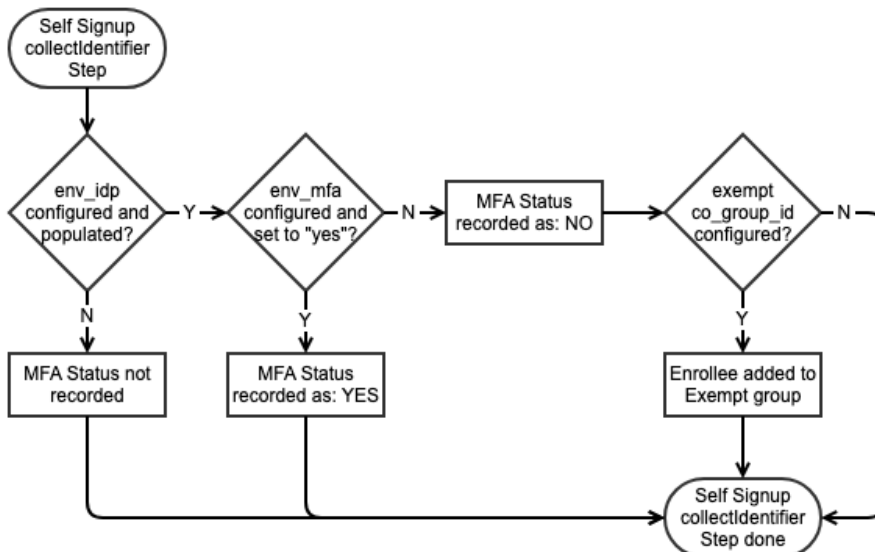 Self Signup
collectIdentifier
Step
env_idp
configured and
populated?
Y
env_mfa
configured and
set to "yes"?
N
MFA Status
recorded as: NO
exempt
co_group_id
configured?
N
N
Y
Y
MFA Status not
recorded
MFA Status
recorded as: YES
Enrollee added to
Exempt group
Self Signup
collectIdentifier
Step done